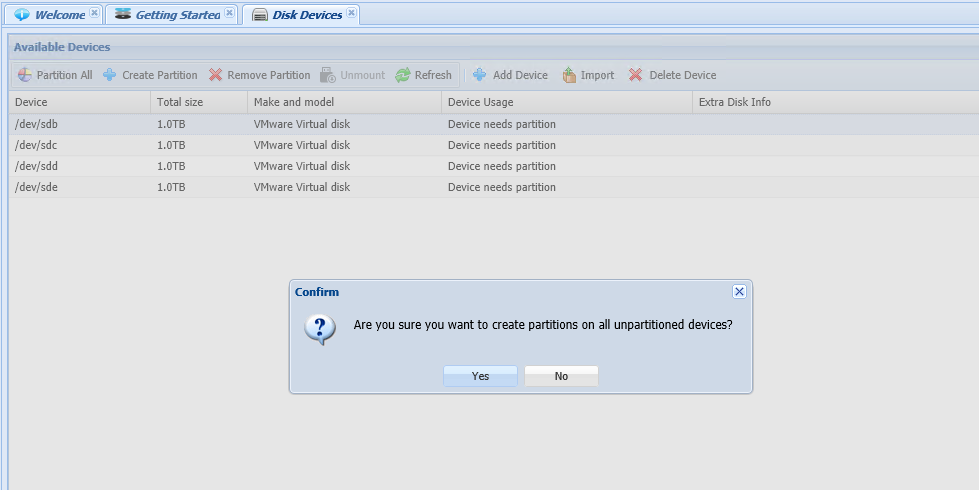 Welcome Getting Started Disk Devices
Available Devices
Partition All Create Partition Remove Partition Unmount Refresh Add Device Import Delete Device
Device Total size Make and model Device Usage Extra Disk Info
/dev/sdb 1.0TB VMware Virtual disk Device needs partition
/dev/sdc 1.0TB VMware Virtual disk Device needs partition
/dev/sdd 1.0TB VMware Virtual disk Device needs partition
/dev/sde 1.0TB VMware Virtual disk Device needs partition
Confirm
Are you sure you want to create partitions on all unpartitioned devices?
Yes No